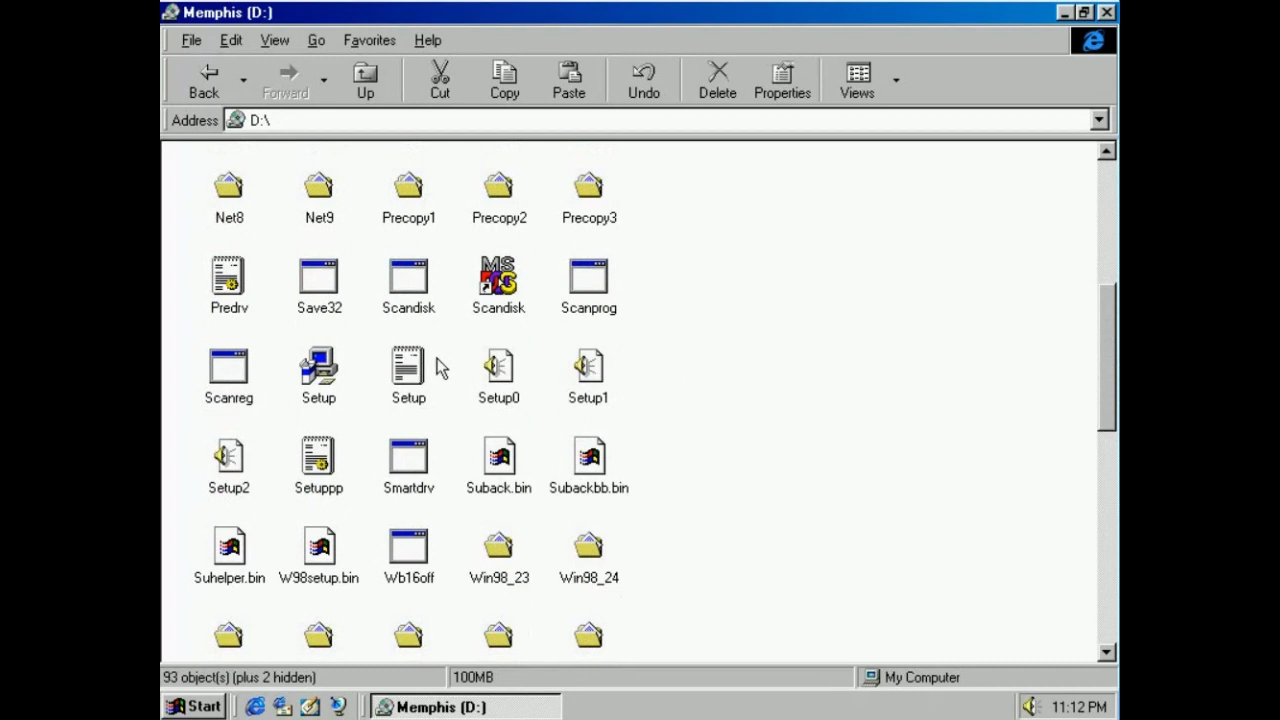 Memphis (D:)
File Edit View Go Favorites Help
Back Forward Up Cut Copy Paste Undo Delete Properties Views
Address D:\
Net8 Net9 Precopy1 Precopy2 Precopy3
MS
Predrv Save32 Scandisk Scandisk Scanprog
Scanreg Setup Setup Setup0 Setup1
Setup2 Setuppp Smartdrv Suback.bin Subackbb.bin
Suhelper.bin W98setup.bin Wb16off Win98_23 Win98_24
93 object(s) (plus 2 hidden) 100MB My Computer
Start Memphis (D:) 11:12 PM